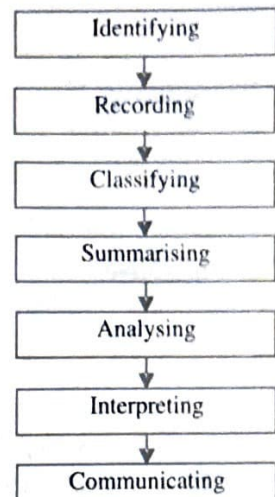 Identifying
Recording
Classifying
Summarising
Analysing
Interpreting
Communicating